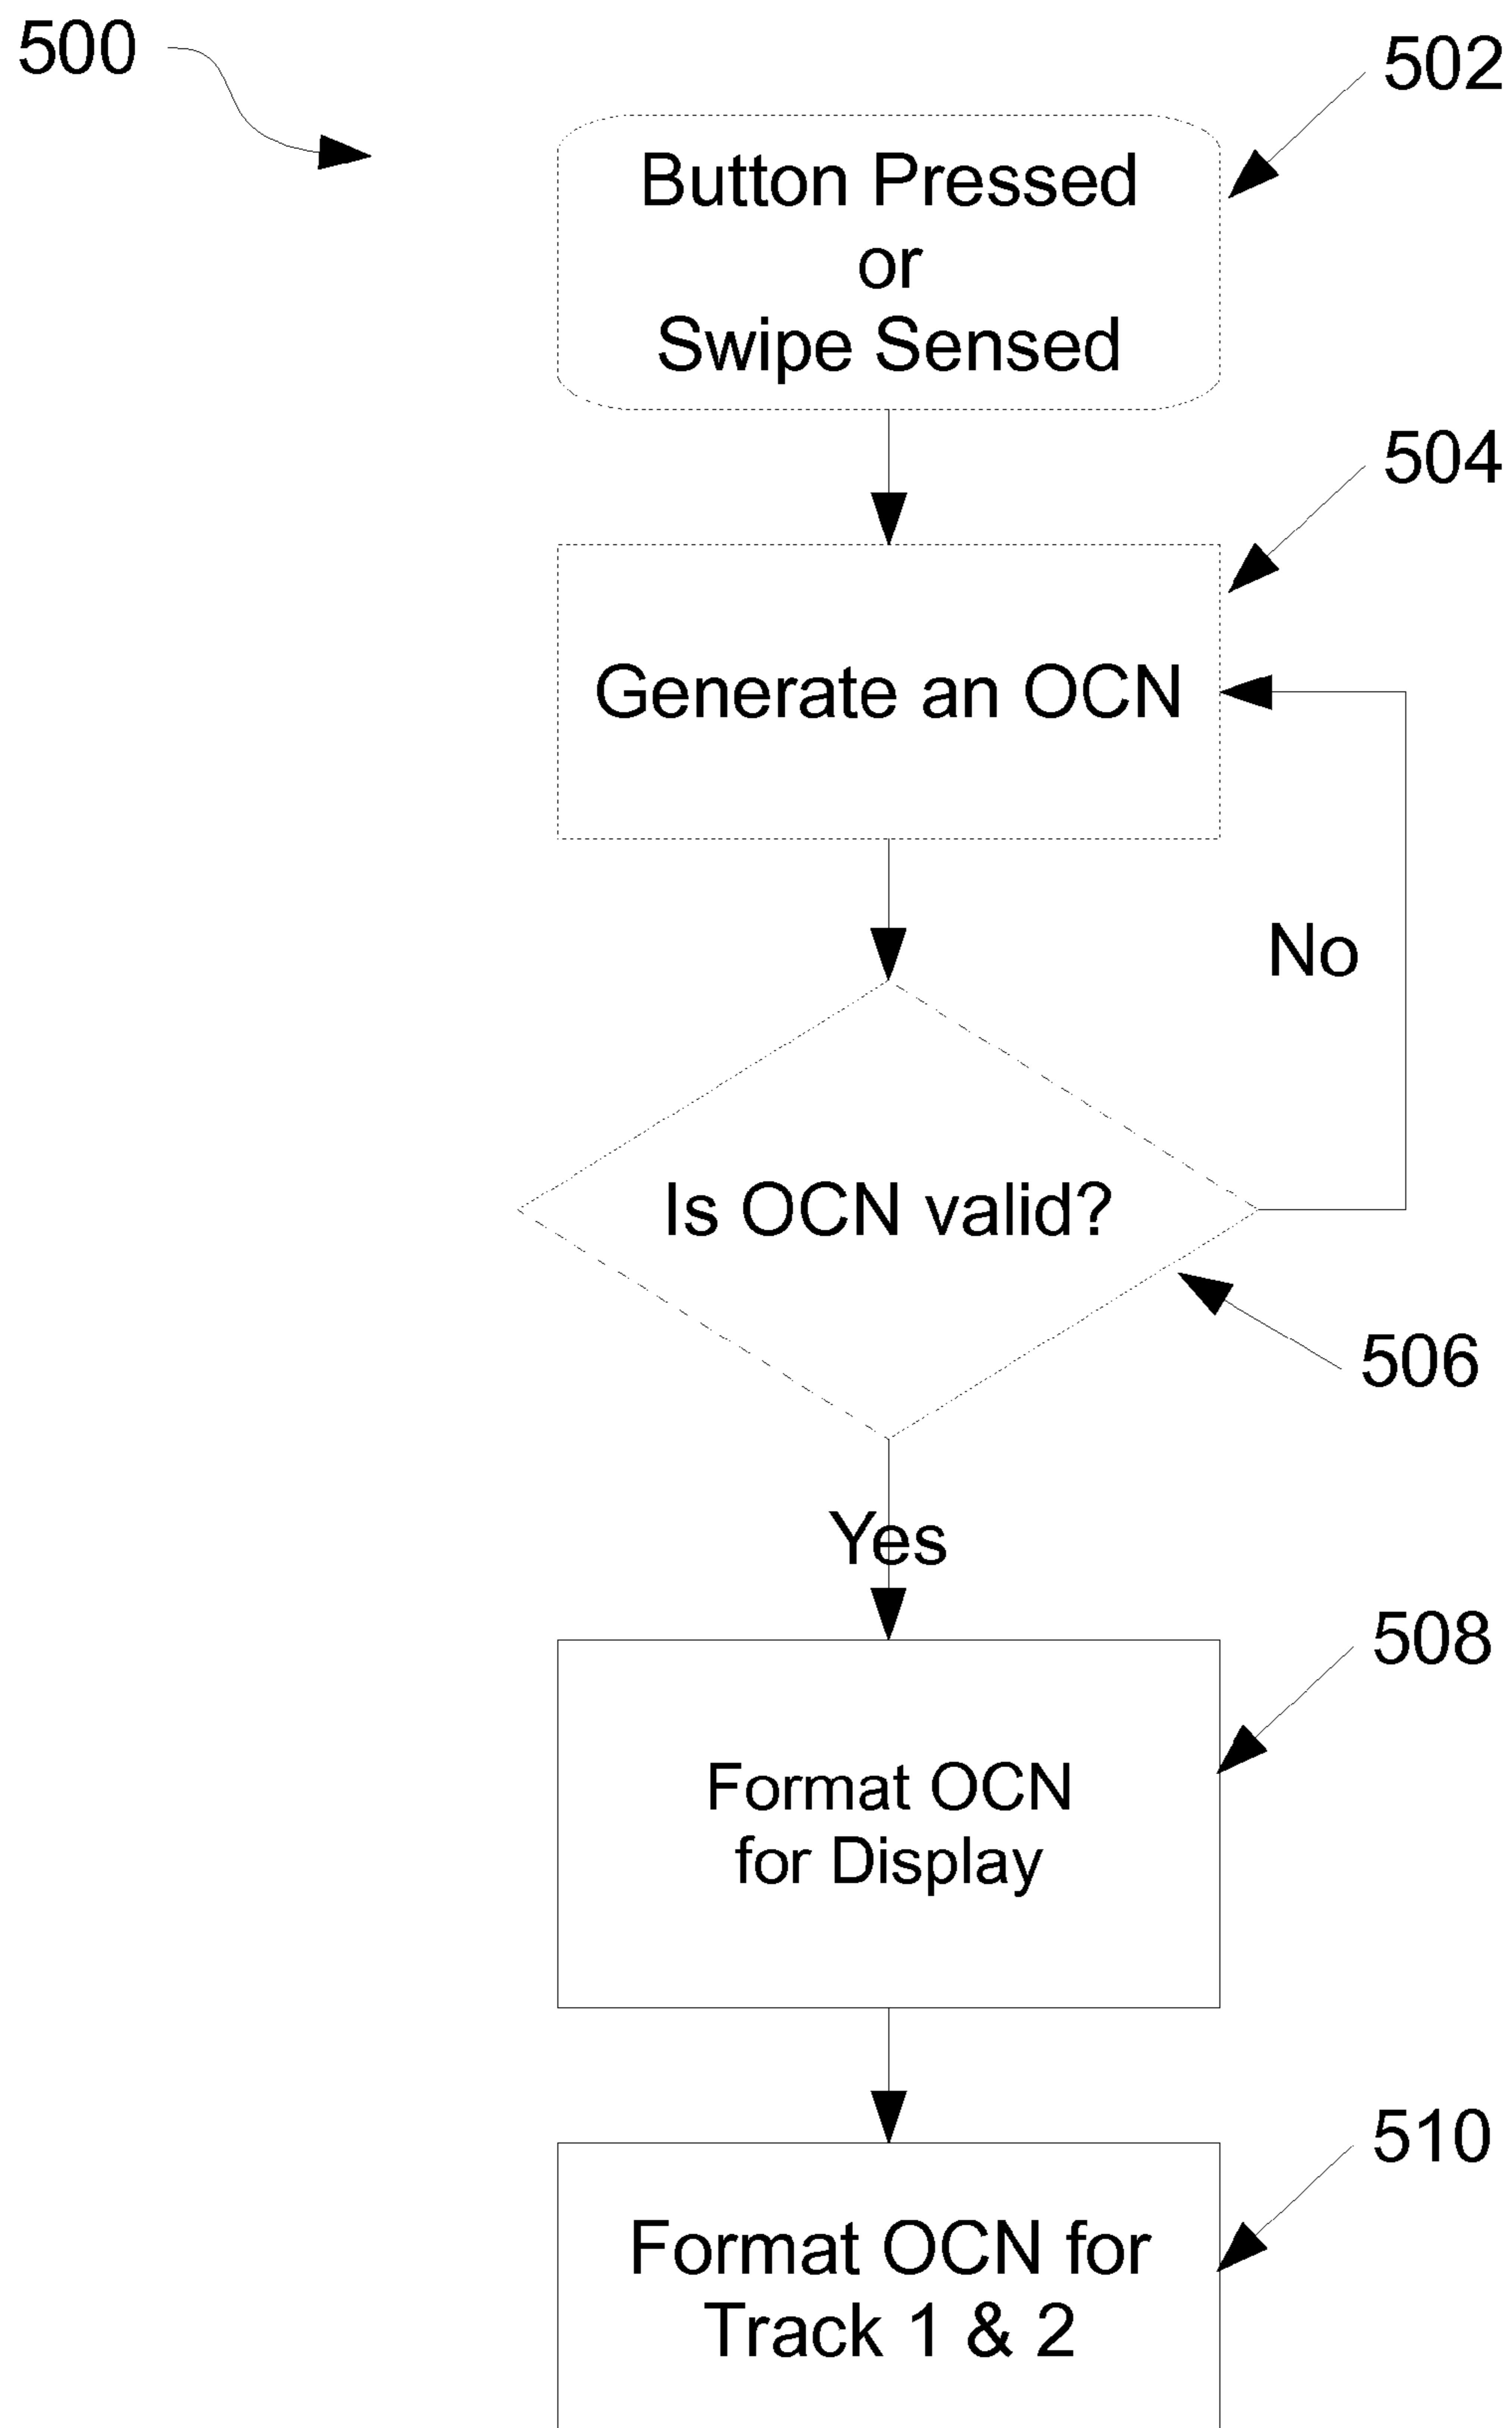 500
502
Button Pressed
or
Swipe Sensed
504
Generate an OCN
No
Is OCN valid?
506
Yes
508
Format OCN
for Display
510
Format OCN for
Track 1 & 2